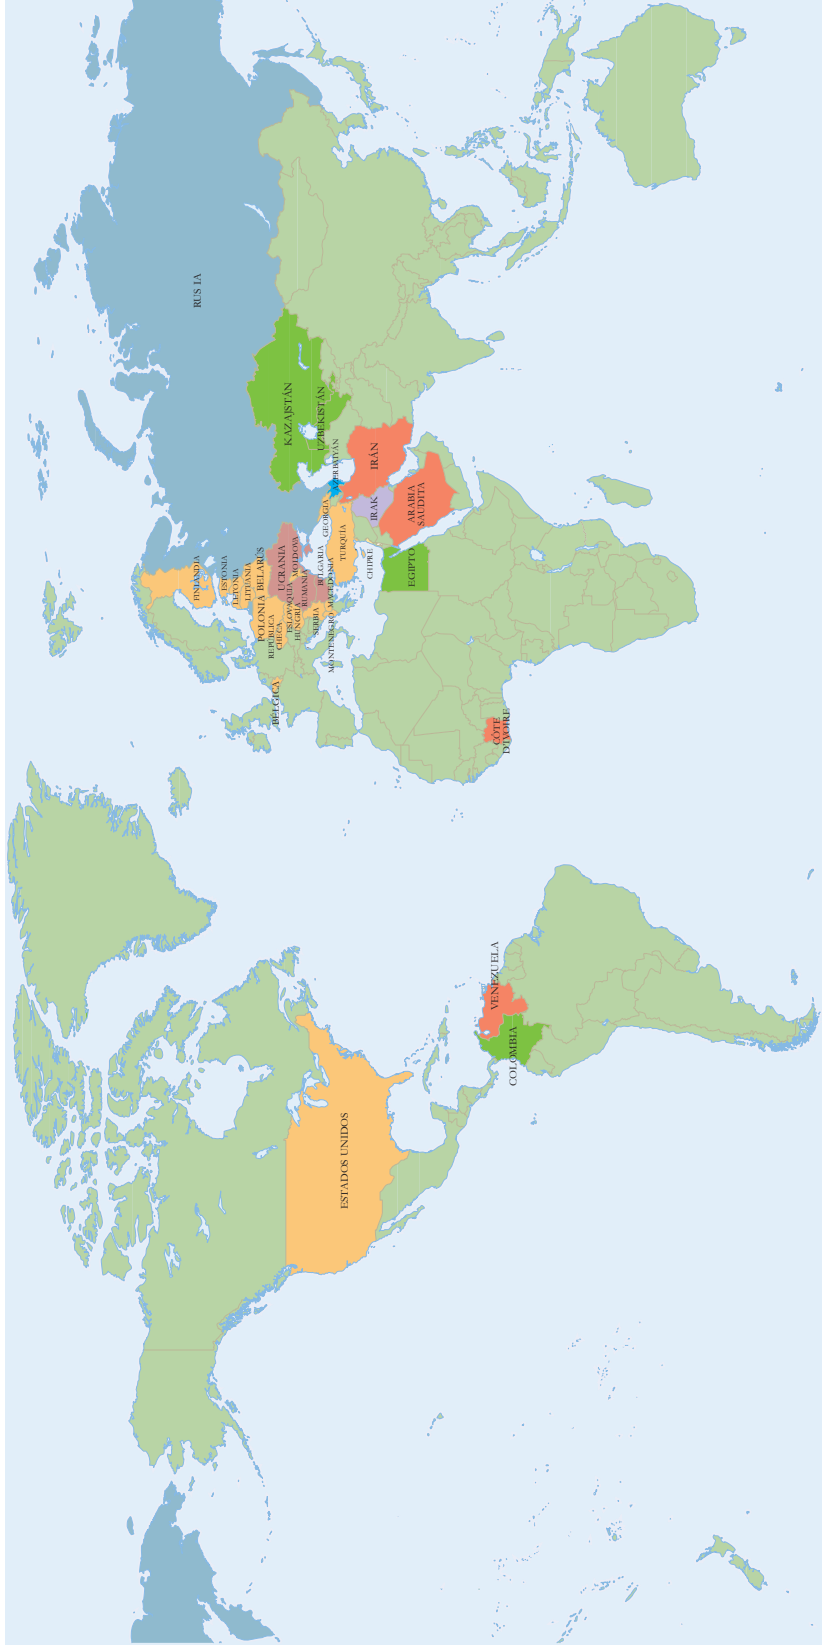 RUSIA
KAZAJSTÁN
UZBEKISTÁN
AZERBAIYÁN
IRÁN
GEORGIA
IRAK
ARABIA
SAUDITA
TURQUÍA
CHIPRE
EGIPTO
FINLANDIA
ESTONIA
LETONIA
LITUANIA
BELARÚS
POLONIA
UCRANIA
MOLDOVA
REPÚBLICA
CHECA
ESLOVAQUIA
HUNGRÍA
RUMANIA
BULGARIA
SERBIA
MACEDONIA
MONTENEGRO
BÉLGICA
CÔTE
D'IVOIRE
VENEZUELA
COLOMBIA
ESTADOS UNIDOS